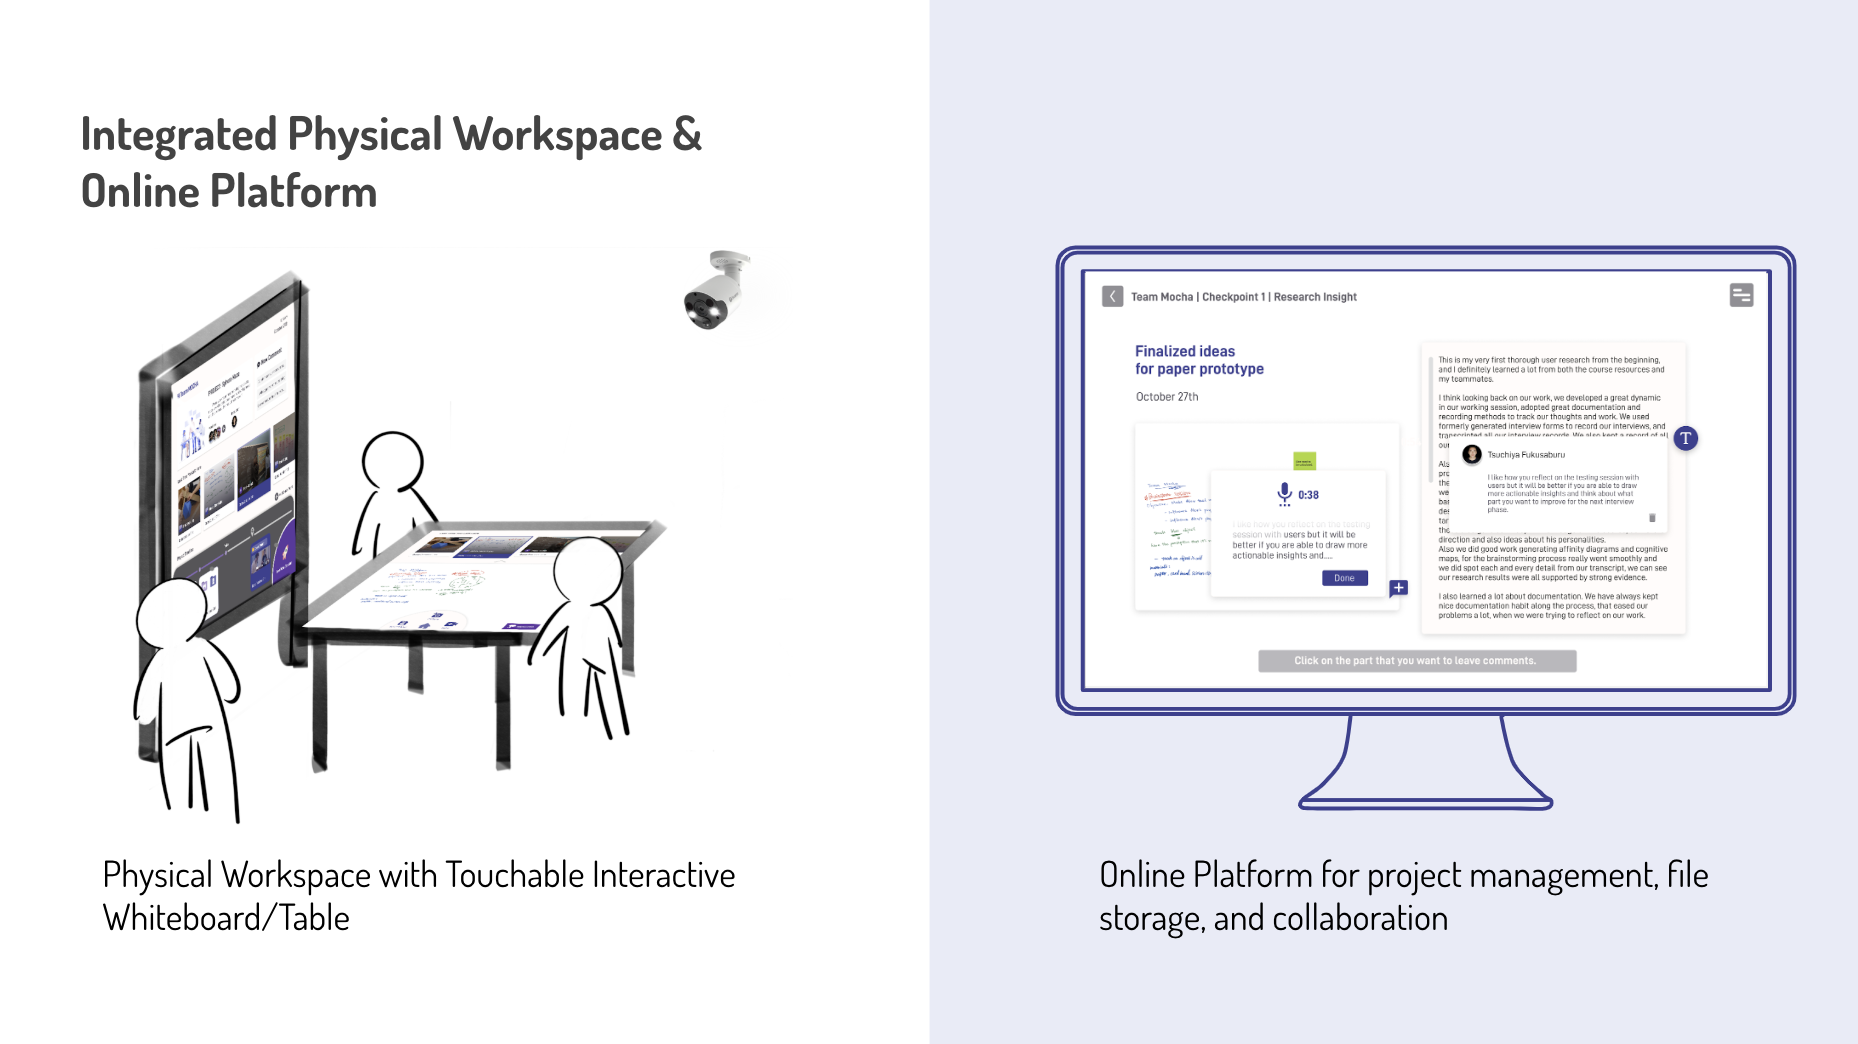 Integrated Physical Workspace &
Online Platform
Physical Workspace with Touchable Interactive
Whiteboard/Table
Team Mocha | Checkpoint 1 | Research Insight
Finalized ideas
for paper prototype
October 27th
0:38
I like how you reflect on the testing
session with users but it will be
better if you are able to draw more
actionable insights and....
Done
This is my very first thorough user research from the beginning,
and I definitely learned a lot from both the course resources and
my teammates.
I think looking back on our work, we developed a great dynamic
in our working session, adopted great documentation and
recording methods to track our thoughts and work. We used
formerly generated interview forms to record our interviews, and
transcripted all our interview records. We also kept a record of all
our
T
Tsuchiya Fukusaburu
I like how you reflect on the testing session with
users but it will be better if you are able to draw
more actionable insights and think about what
part you want to improve for the next interview
phase.
direction and also ideas about his personalities.
Also we did good work generating affinity diagrams and cognitive
maps, for the brainstorming process really went smoothly and
we did spot each and every detail from our transcript, we can see
our research results were all supported by strong evidence.
I also learned a lot about documentation. We have always kept
nice documentation habit along the process, that eased our
problems a lot, when we were trying to reflect on our work.
Click on the part that you want to leave comments.
Online Platform for project management, file
storage, and collaboration